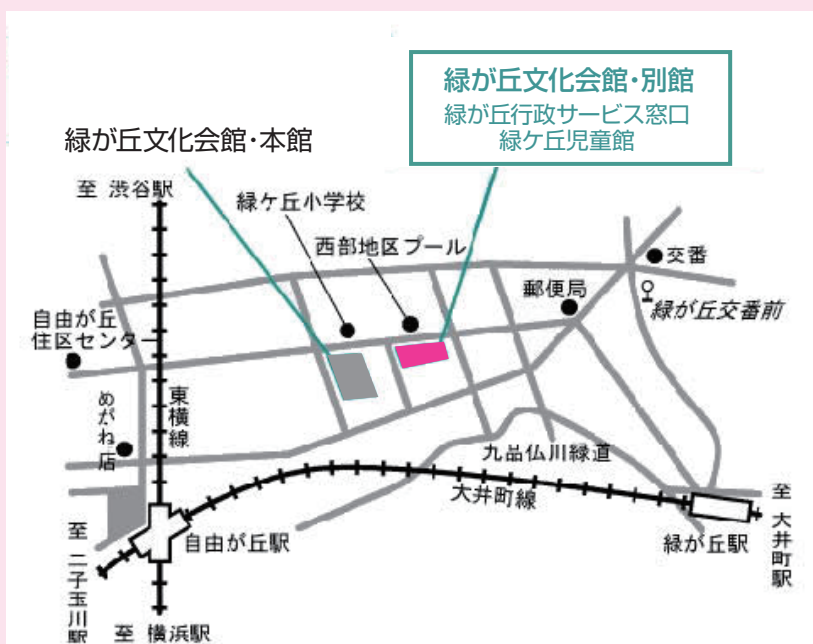 緑が丘文化会館・別館
緑が丘行政サービス窓口
緑ケ丘児童館
緑が丘文化会館・本館
至 渋谷駅
緑ケ丘小学校
西部地区プール
交番
郵便局
緑が丘交番前
自由が丘
住区センター
東横線
めがね店
九品仏川緑道
大井町線
自由が丘駅
緑が丘駅
至 大井町駅
至 二子玉川駅
至 横浜駅